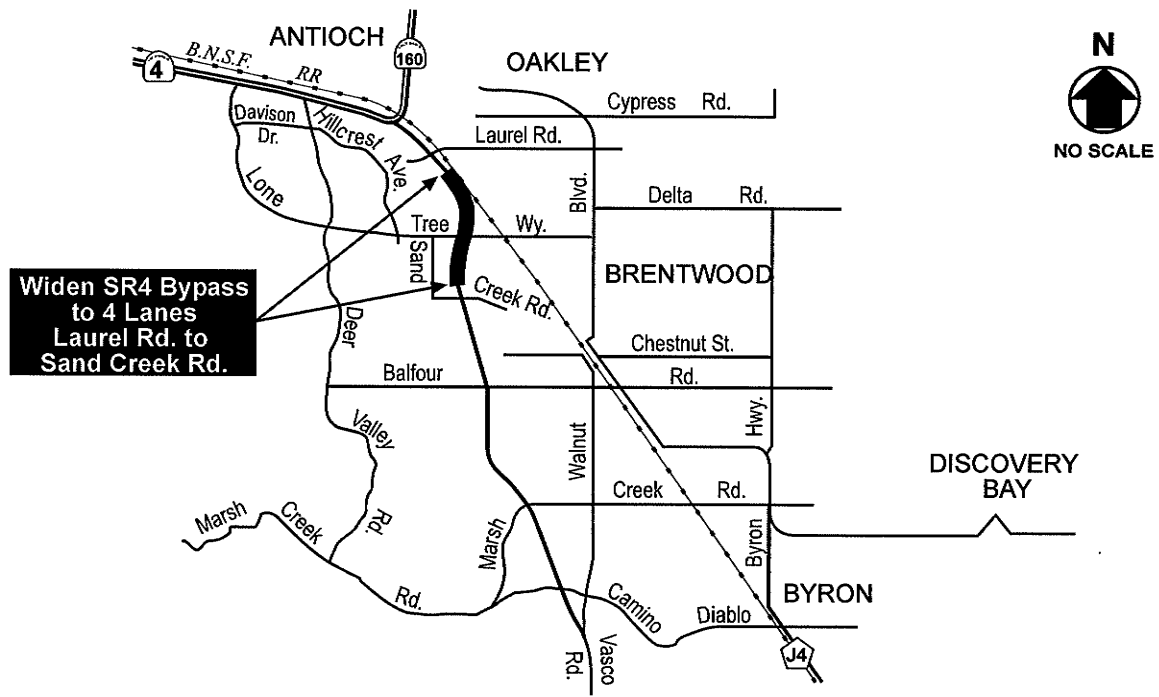 ANTIOCH
160
OAKLEY
N
NO SCALE
B.N.S.F. RR
4
Cypress Rd.
Davison Dr.
Hillcrest Ave.
Laurel Rd.
Lone Tree Wy.
Blvd.
Delta Rd.
Sand Creek Rd.
BRENTWOOD
Widen SR4 Bypass
to 4 Lanes
Laurel Rd. to
Sand Creek Rd.
Deer Valley Rd.
Chestnut St.
Balfour Rd.
Hwy.
Walnut
DISCOVERY
BAY
Marsh Creek Rd.
Marsh Creek Rd.
Byron
BYRON
Camino Diablo
Vasco Rd.
J4